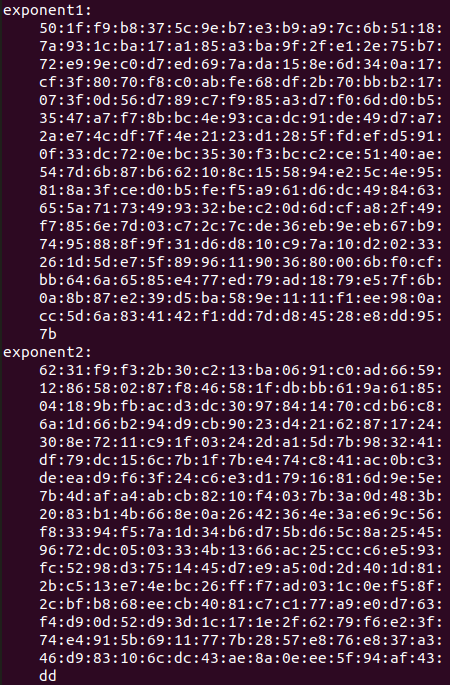 exponent1:
50:1f:f9:b8:37:5c:9e:b7:e3:b9:a9:7c:6b:51:18:
7a:93:1c:ba:17:a1:85:a3:ba:9f:2f:e1:2e:75:b7:
72:e9:9e:c0:d7:ed:69:7a:da:15:8e:6d:34:0a:17:
cf:3f:80:70:f8:c0:ab:fe:68:df:2b:70:bb:b2:17:
07:3f:0d:56:d7:89:c7:f9:85:a3:d7:f0:6d:d0:b5:
35:47:a7:f7:8b:bc:4e:93:ca:dc:91:de:49:d7:a7:
2a:e7:4c:df:7f:4e:21:23:d1:28:5f:fd:ef:d5:91:
0f:33:dc:72:0e:bc:35:30:f3:bc:c2:ce:51:40:ae:
54:7d:6b:87:b6:62:10:8c:15:58:94:e2:5c:4e:95:
81:8a:3f:ce:d0:b5:fe:f5:a9:61:d6:dc:49:84:63:
65:5a:71:73:49:93:32:be:c2:0d:6d:cf:a8:2f:49:
f7:85:6e:7d:03:c7:2c:7c:de:36:eb:9e:eb:67:b9:
74:95:88:8f:9f:31:d6:d8:10:c9:7a:10:d2:02:33:
26:1d:5d:e7:5f:89:96:11:90:36:80:00:6b:f0:cf:
bb:64:6a:65:85:e4:77:ed:79:ad:18:79:e5:7f:6b:
0a:8b:87:e2:39:d5:ba:58:9e:11:11:f1:ee:98:0a:
cc:5d:6a:83:41:42:f1:dd:7d:d8:45:28:e8:dd:95:
7b
exponent2:
62:31:f9:f3:2b:30:c2:13:ba:06:91:c0:ad:66:59:
12:86:58:02:87:f8:46:58:1f:db:bb:61:9a:61:85:
04:18:9b:fb:ac:d3:dc:30:97:84:14:70:cd:b6:c8:
6a:1d:66:b2:94:d9:cb:90:23:d4:21:62:87:17:24:
30:8e:72:11:c9:1f:03:24:2d:a1:5d:7b:98:32:41:
df:79:dc:15:6c:7b:1f:7b:e4:74:c8:41:ac:0b:c3:
de:ea:d9:f6:3f:24:c6:e3:d1:79:16:81:6d:9e:5e:
7b:4d:af:a4:ab:cb:82:10:f4:03:7b:3a:0d:48:3b:
20:83:b1:4b:66:8e:0a:26:42:36:4e:3a:e6:9c:56:
f8:33:94:f5:7a:1d:34:b6:d7:5b:d6:5c:8a:25:45:
96:72:dc:05:03:33:4b:13:66:ac:25:cc:c6:e5:93:
fc:52:98:d3:75:14:45:d7:e9:a5:0d:2d:40:1d:81:
2b:c5:13:e7:4e:bc:26:ff:f7:ad:03:1c:0e:f5:8f:
2c:bf:b8:68:ee:cb:40:81:c7:c1:77:a9:e0:d7:63:
f4:d9:0d:52:d9:3d:1c:17:1e:2f:62:79:f6:e2:3f:
74:e4:91:5b:69:11:77:7b:28:57:e8:76:e8:37:a3:
46:d9:83:10:6c:dc:43:ae:8a:0e:ee:5f:94:af:43:
dd